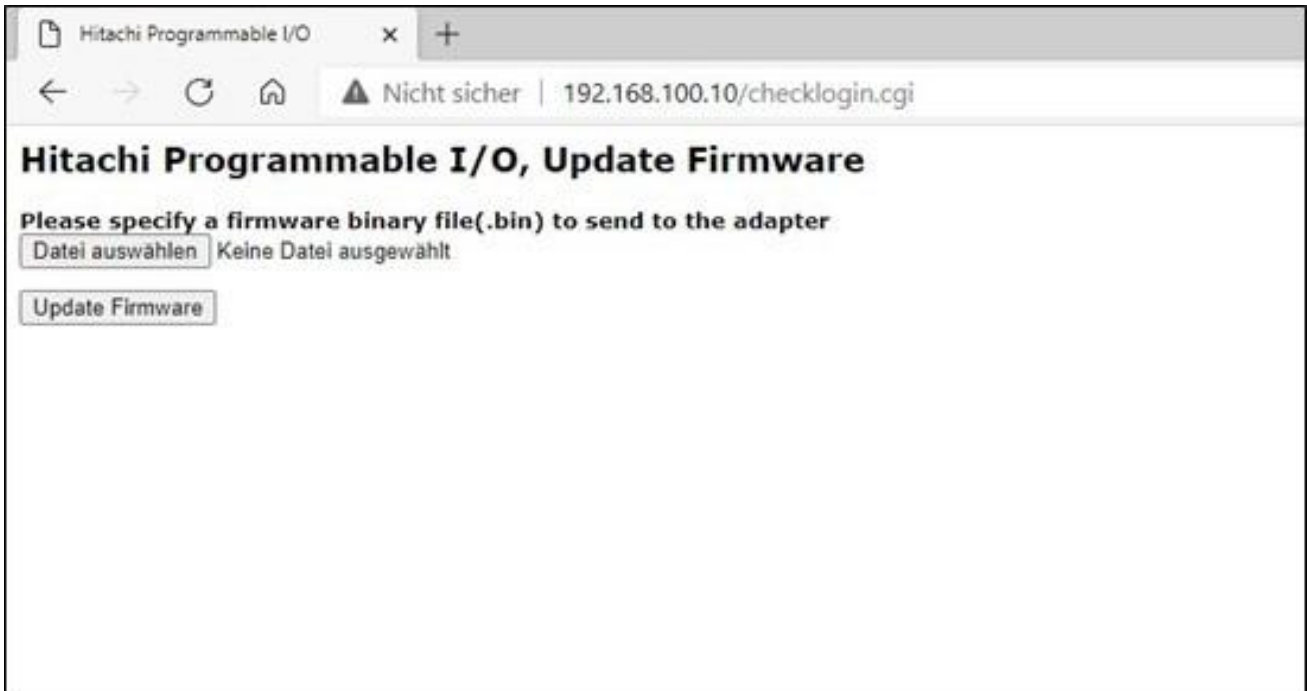 Hitachi Programmable I/O
Nicht sicher | 192.168.100.10/checklogin.cgi
Hitachi Programmable I/O, Update Firmware
Please specify a firmware binary file(.bin) to send to the adapter
Datei auswählen Keine Datei ausgewählt
Update Firmware